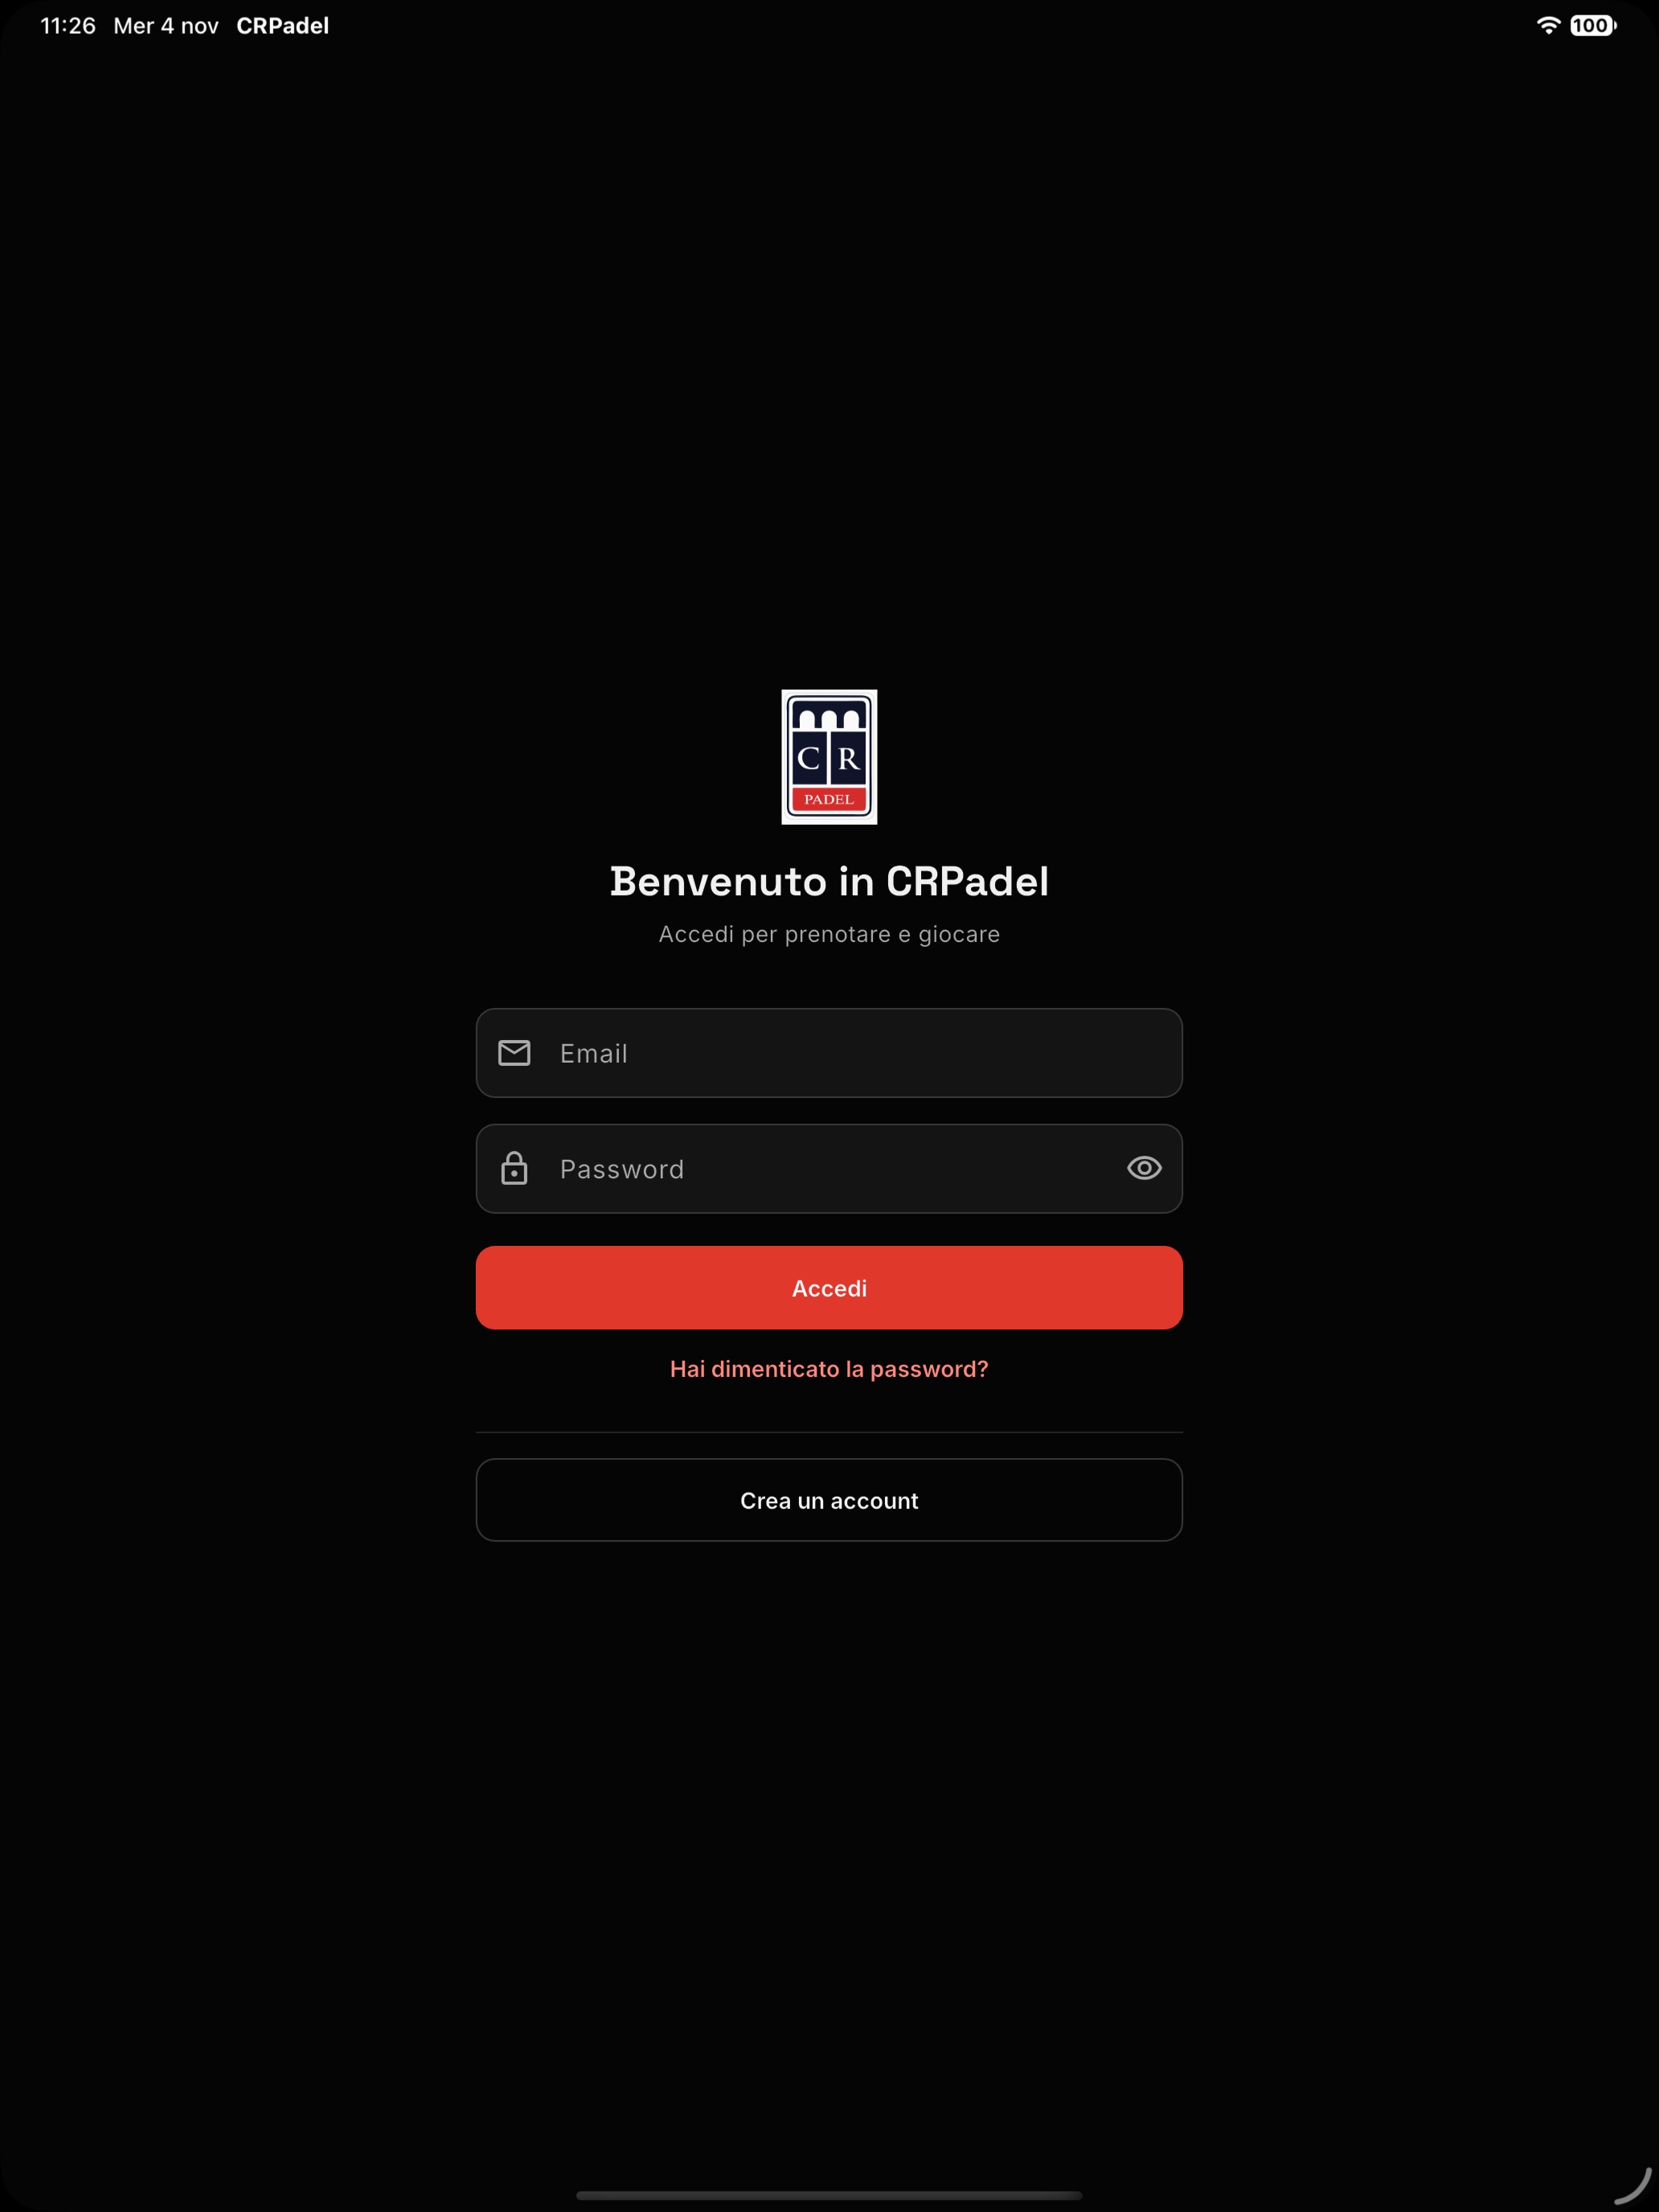 11:26 Mer 4 nov CRPadel
100
C R
PADEL
Benvenuto in CRPadel
Accedi per prenotare e giocare
Email
Password
Accedi
Hai dimenticato la password?
Crea un account